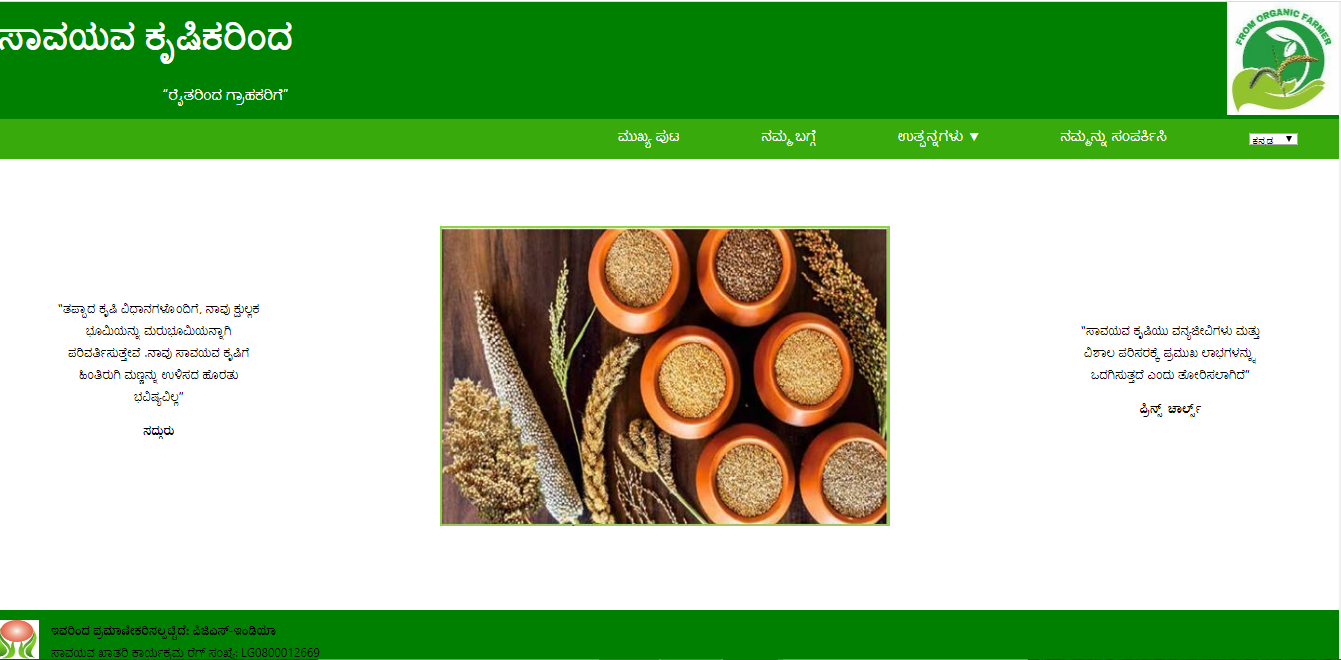 ಸಾವಯವ ಕೃಷಿಕರಿಂದ
FROM ORGANIC FARMER
“ರೈತರಿಂದ ಗ್ರಾಹಕರಿಗೆ”
ಮುಖ್ಯ ಪುಟ ನಮ್ಮ ಬಗ್ಗೆ ಉತ್ಪನ್ನಗಳು ▼ ನಮ್ಮನ್ನು ಸಂಪರ್ಕಿಸಿ ಕನ್ನಡ ▼
"ತಪ್ಪಾದ ಕೃಷಿ ವಿಧಾನಗಳೊಂದಿಗೆ, ನಾವು ಕ್ಷುಲ್ಲಕ
ಭೂಮಿಯನ್ನು ಮರುಭೂಮಿಯನ್ನಾಗಿ
ಪರಿವರ್ತಿಸುತ್ತೇವೆ .ನಾವು ಸಾವಯವ ಕೃಷಿಗೆ
ಹಿಂತಿರುಗಿ ಮಣ್ಣನ್ನು ಉಳಿಸದ ಹೊರತು
ಭವಿಷ್ಯವಿಲ್ಲ"
ಸದ್ಗುರು
"ಸಾವಯವ ಕೃಷಿಯು ವನ್ಯಜೀವಿಗಳು ಮತ್ತು
ವಿಶಾಲ ಪರಿಸರಕ್ಕೆ ಪ್ರಮುಖ ಲಾಭಗಳನ್ನು
ಒದಗಿಸುತ್ತದೆ ಎಂದು ತೋರಿಸಲಾಗಿದೆ"
ಪ್ರಿನ್ಸ್ ಚಾರ್ಲ್ಸ್
ಇವರಿಂದ ಪ್ರಮಾಣೀಕರಿಸಲ್ಪಟ್ಟಿದೆ: ಪಿಜಿಎಸ್-ಇಂಡಿಯಾ
ಸಾವಯವ ಖಾತರಿ ಕಾರ್ಯಕ್ರಮ ರೆಗ್ ಸಂಖ್ಯೆ: LG0800012669